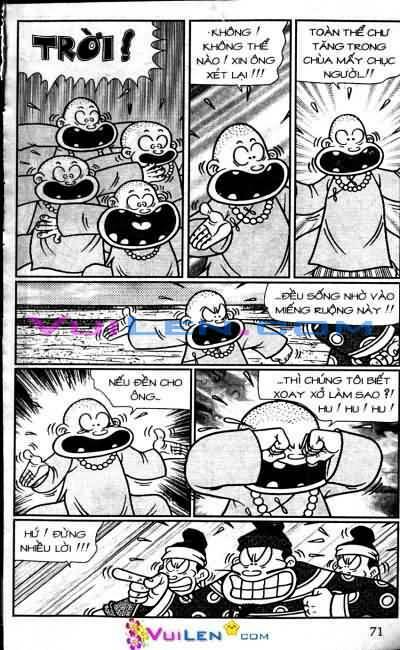 TRỜI!
KHÔNG!
KHÔNG THỂ
NÀO! XIN ÔNG
XÉT LẠI!!!
TOÀN THỂ CHƯ
TĂNG TRONG
CHÙA MẤY CHỤC
NGƯỜI..!!
...ĐỀU SỐNG NHỜ VÀO
MIẾNG RUỘNG NÀY!!
VUILEN.COM
NẾU ĐỀN CHO
ÔNG...
...THÌ CHÚNG TÔI BIẾT
XOAY XỞ LÀM SAO?!
HU! HU! HU!
HỨ! ĐỪNG
NHIỀU LỜI!!!
71
VUILEN.COM